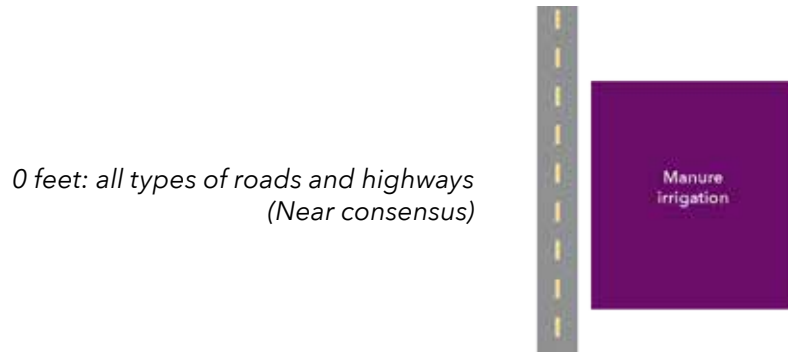 0 feet: all types of roads and highways
(Near consensus)
Manure
irrigation